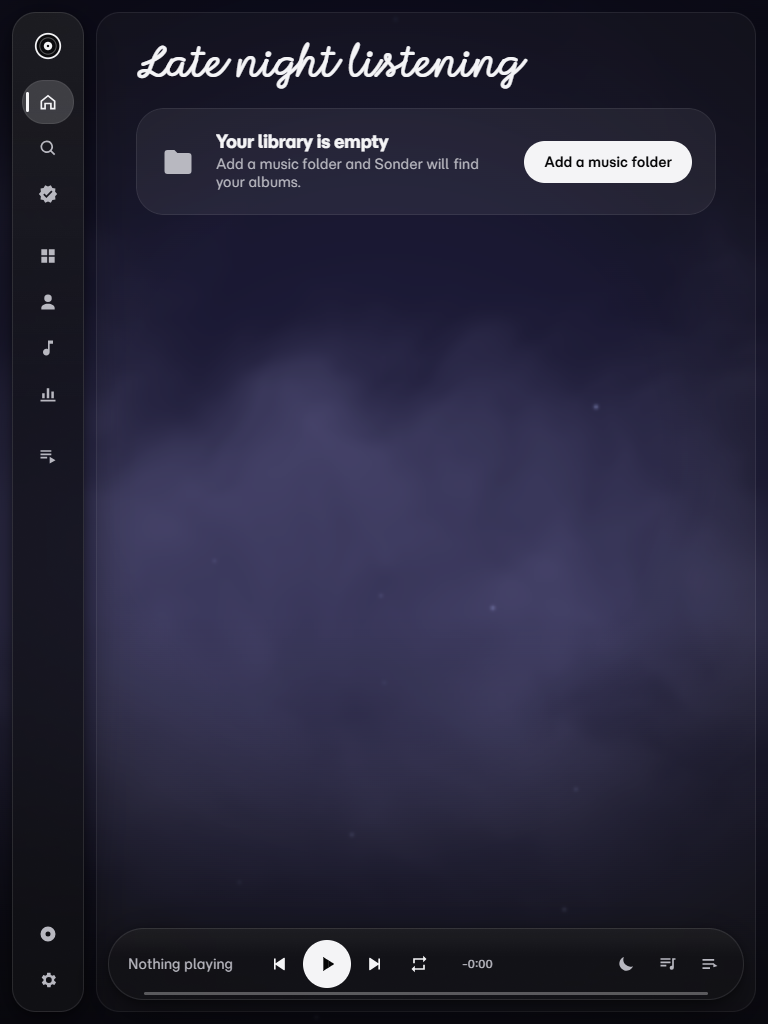 Late night listening
Your library is empty
Add a music folder and Sonder will find
your albums.
Add a music folder
Nothing playing
-0:00